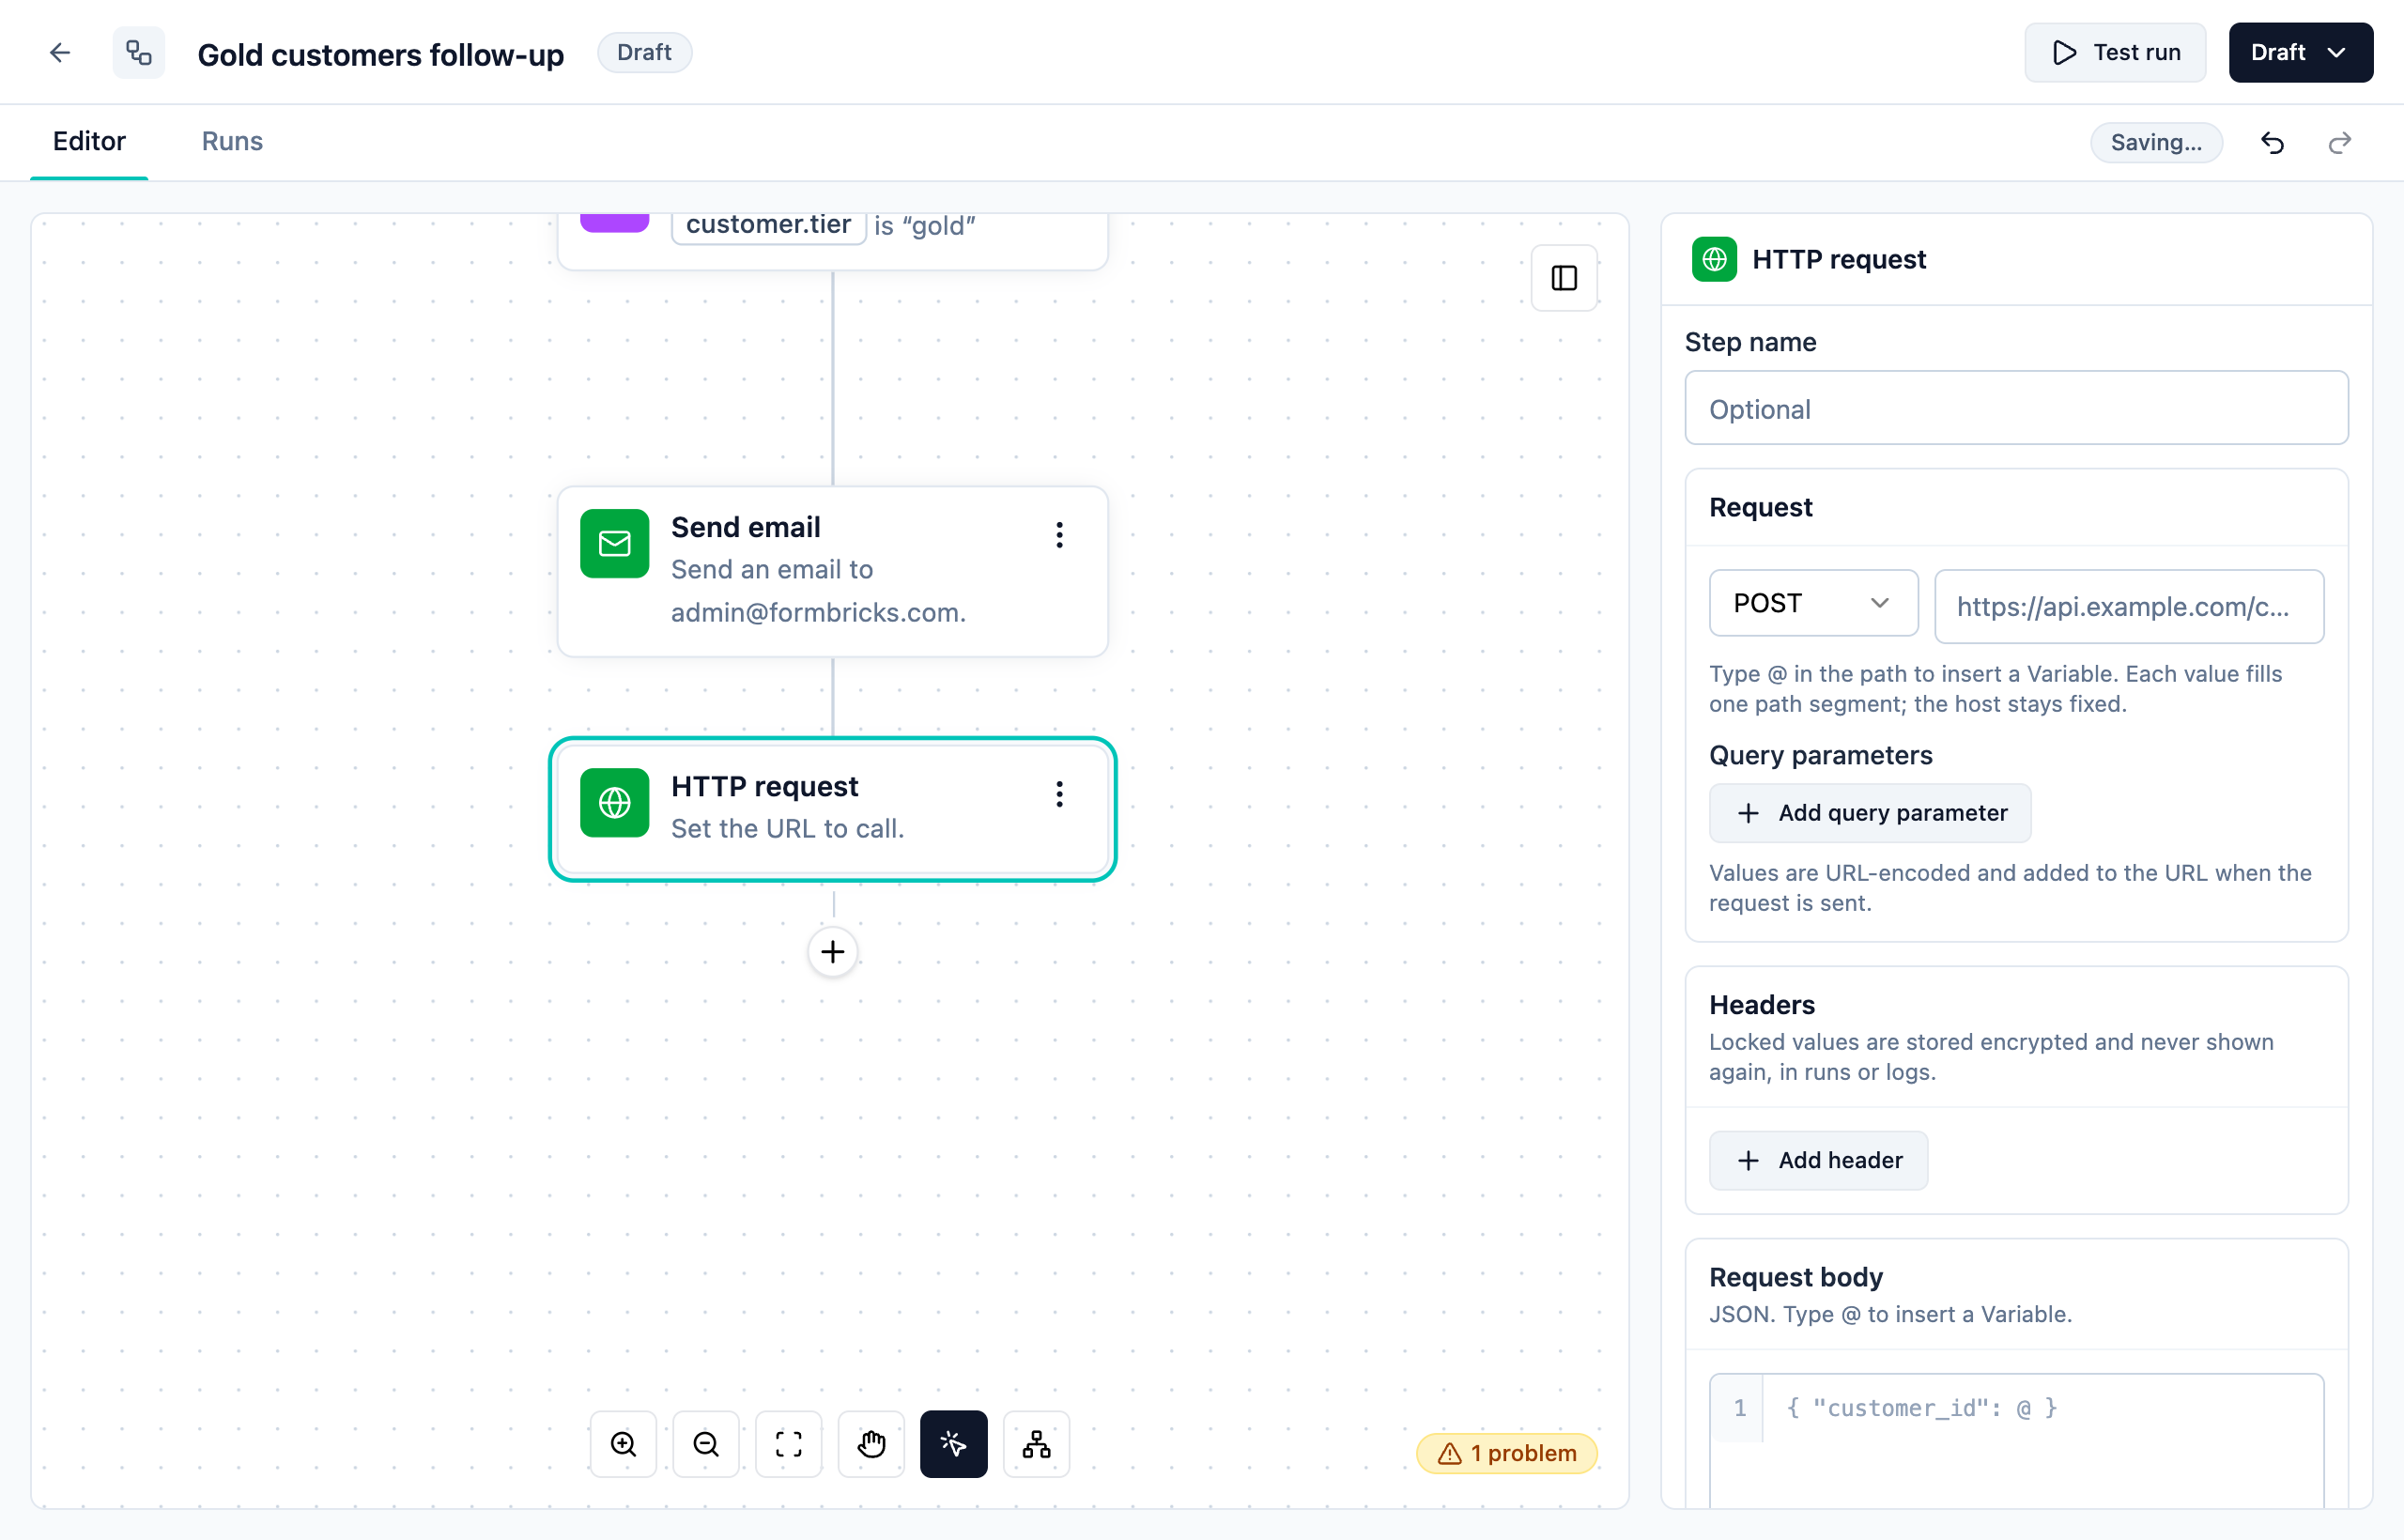 Gold customers follow-up
Draft
Test run
Draft
Editor
Runs
Saving...
customer.tier is “gold”
Send email
Send an email to
admin@formbricks.com.
HTTP request
Set the URL to call.
1 problem
HTTP request
Step name
Optional
Request
POST
https://api.example.com/c...
Type @ in the path to insert a Variable. Each value fills
one path segment; the host stays fixed.
Query parameters
Add query parameter
Values are URL-encoded and added to the URL when the
request is sent.
Headers
Locked values are stored encrypted and never shown
again, in runs or logs.
Add header
Request body
JSON. Type @ to insert a Variable.
1
{ "customer_id": @ }